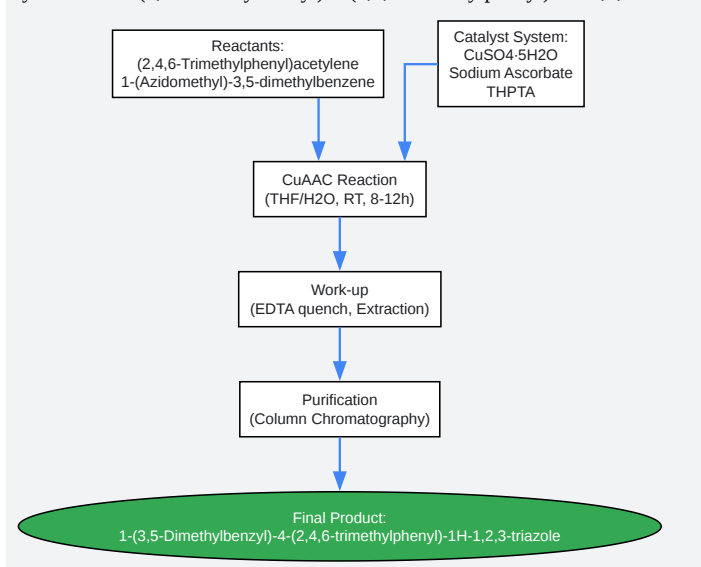 Reactants:
(2,4,6-Trimethylphenyl)acetylene
1-(Azidomethyl)-3,5-dimethylbenzene
Catalyst System:
CuSO4·5H2O
Sodium Ascorbate
THPTA
CuAAC Reaction
(THF/H2O, RT, 8-12h)
Work-up
(EDTA quench, Extraction)
Purification
(Column Chromatography)
Final Product:
1-(3,5-Dimethylbenzyl)-4-(2,4,6-trimethylphenyl)-1H-1,2,3-triazole